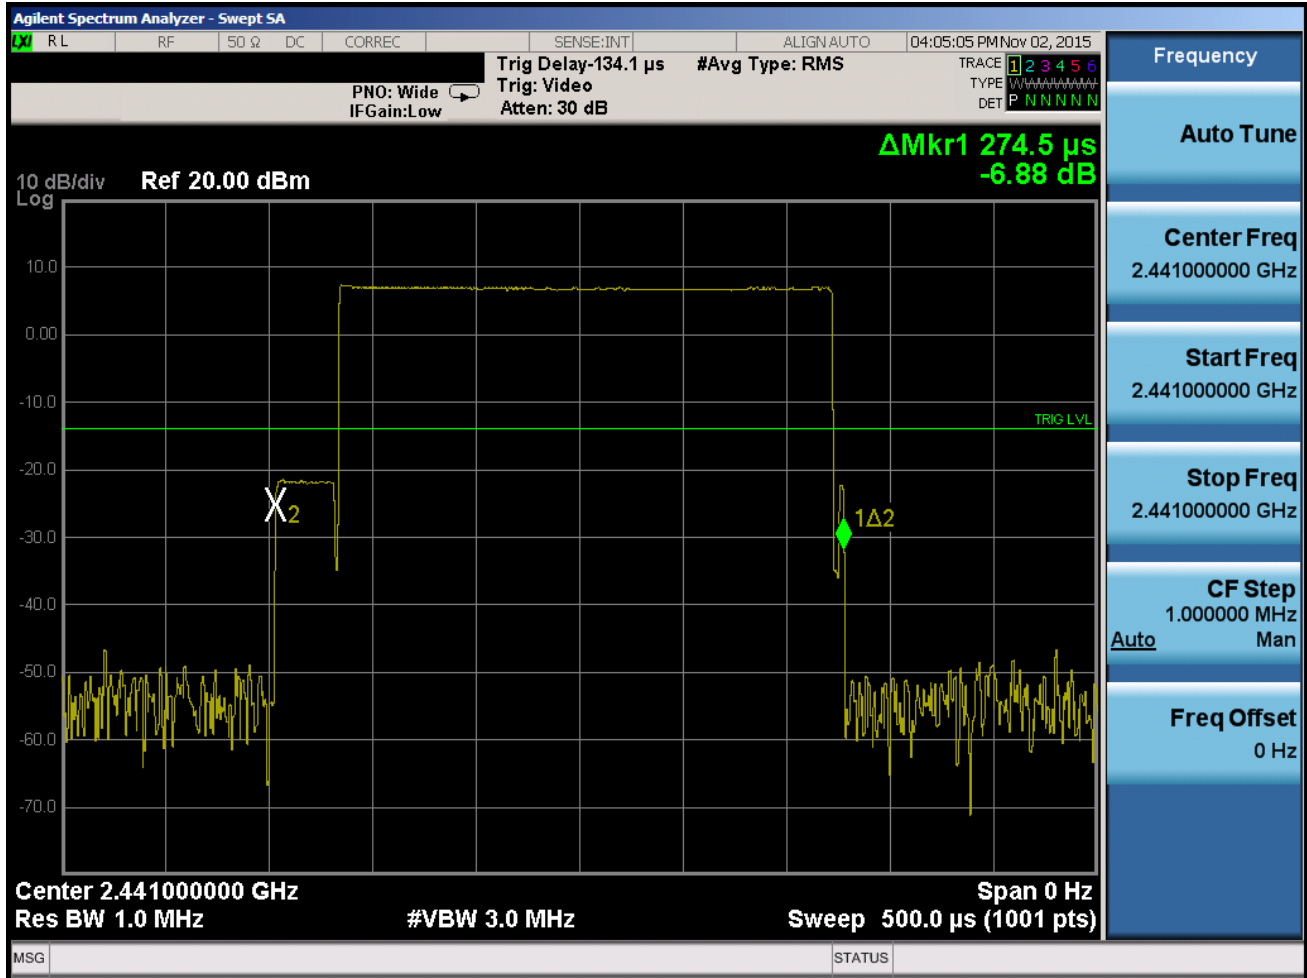 Agilent Spectrum Analyzer - Swept SA
LXI RL RF 50 Ω DC CORREC SENSE:INT ALIGN AUTO 04:05:05 PM Nov 02, 2015
Trig Delay-134.1 µs #Avg Type: RMS TRACE 1 2 3 4 5 6
PNO: Wide Trig: Video TYPE WWWWWW
IFGain:Low Atten: 30 dB DET P N N N N N
ΔMkr1 274.5 µs
-6.88 dB
10 dB/div Ref 20.00 dBm
Log
10.0
0.00
-10.0
TRIG LVL
-20.0
X2
1Δ2
-30.0
-40.0
-50.0
-60.0
-70.0
Center 2.441000000 GHz Span 0 Hz
Res BW 1.0 MHz #VBW 3.0 MHz Sweep 500.0 µs (1001 pts)
MSG STATUS
Frequency
Auto Tune
Center Freq
2.441000000 GHz
Start Freq
2.441000000 GHz
Stop Freq
2.441000000 GHz
CF Step
1.000000 MHz
Auto Man
Freq Offset
0 Hz